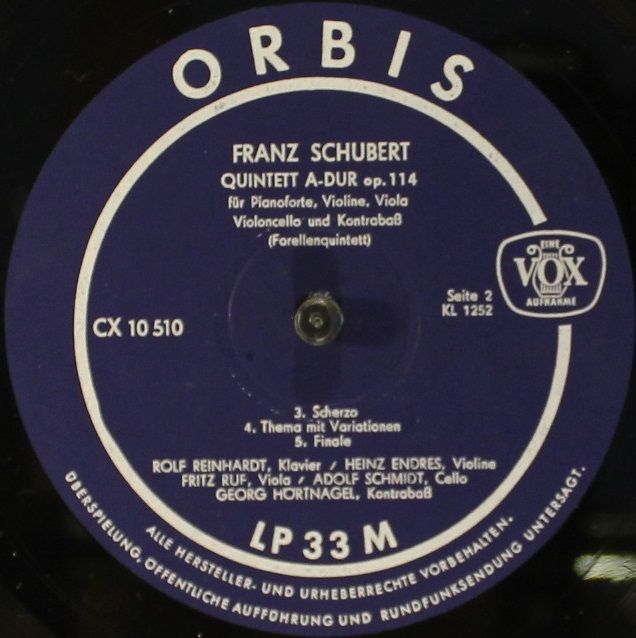 ORBIS
FRANZ SCHUBERT
QUINTETT A-DUR op. 114
für Pianoforte, Violine, Viola
Violoncello und Kontrabaß
(Forellenquintett)
EINE
VOX
AUFNAHME
Seite 2
KL 1252
CX 10 510
3. Scherzo
4. Thema mit Variationen
5. Finale
ROLF REINHARDT, Klavier / HEINZ ENDRES, Violine
FRITZ RUF, Viola / ADOLF SCHMIDT, Cello
GEORG HÖRTNAGEL, Kontrabaß
LP 33 M
ALLE HERSTELLER- UND URHEBERRECHTE VORBEHALTEN.
ÜBERSPIELUNG, ÖFFENTLICHE AUFFÜHRUNG UND RUNDFUNKSENDUNG UNTERSAGT.